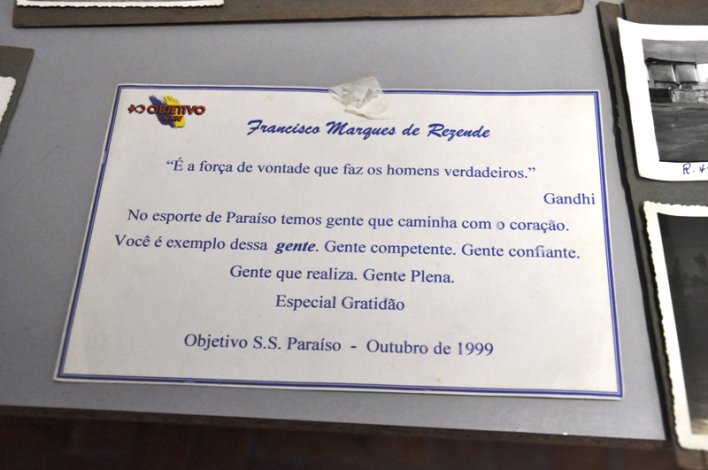 OBJETIVO
Francisco Marques de Rezende
“É a força de vontade que faz os homens verdadeiros.”
Gandhi
No esporte de Paraíso temos gente que caminha com o coração.
Você é exemplo dessa gente. Gente competente. Gente confiante.
Gente que realiza. Gente Plena.
Especial Gratidão
Objetivo S.S. Paraíso - Outubro de 1999